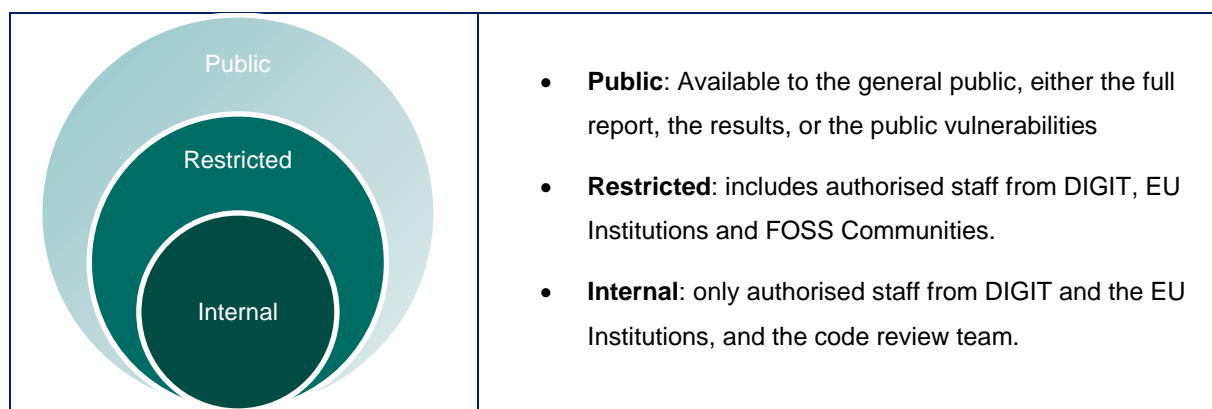 Public
Restricted
Internal
• Public: Available to the general public, either the full
report, the results, or the public vulnerabilities
• Restricted: includes authorised staff from DIGIT, EU
Institutions and FOSS Communities.
• Internal: only authorised staff from DIGIT and the EU
Institutions, and the code review team.